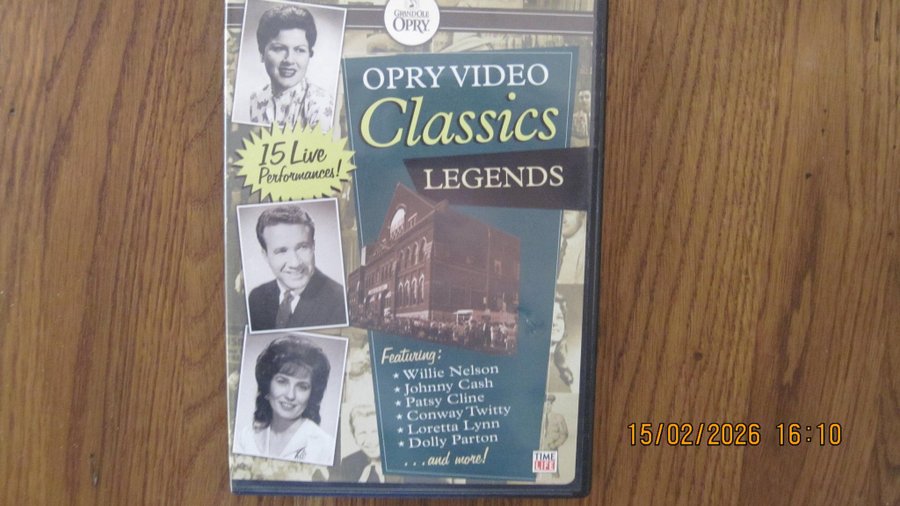 GRAND OLE
OPRY
OPRY VIDEO
Classics
LEGENDS
15 Live
Performances!
Featuring:
★ Willie Nelson
★ Johnny Cash
★ Patsy Cline
★ Conway Twitty
★ Loretta Lynn
★ Dolly Parton
...and more!
TIME
LIFE
15/02/2026 16:10